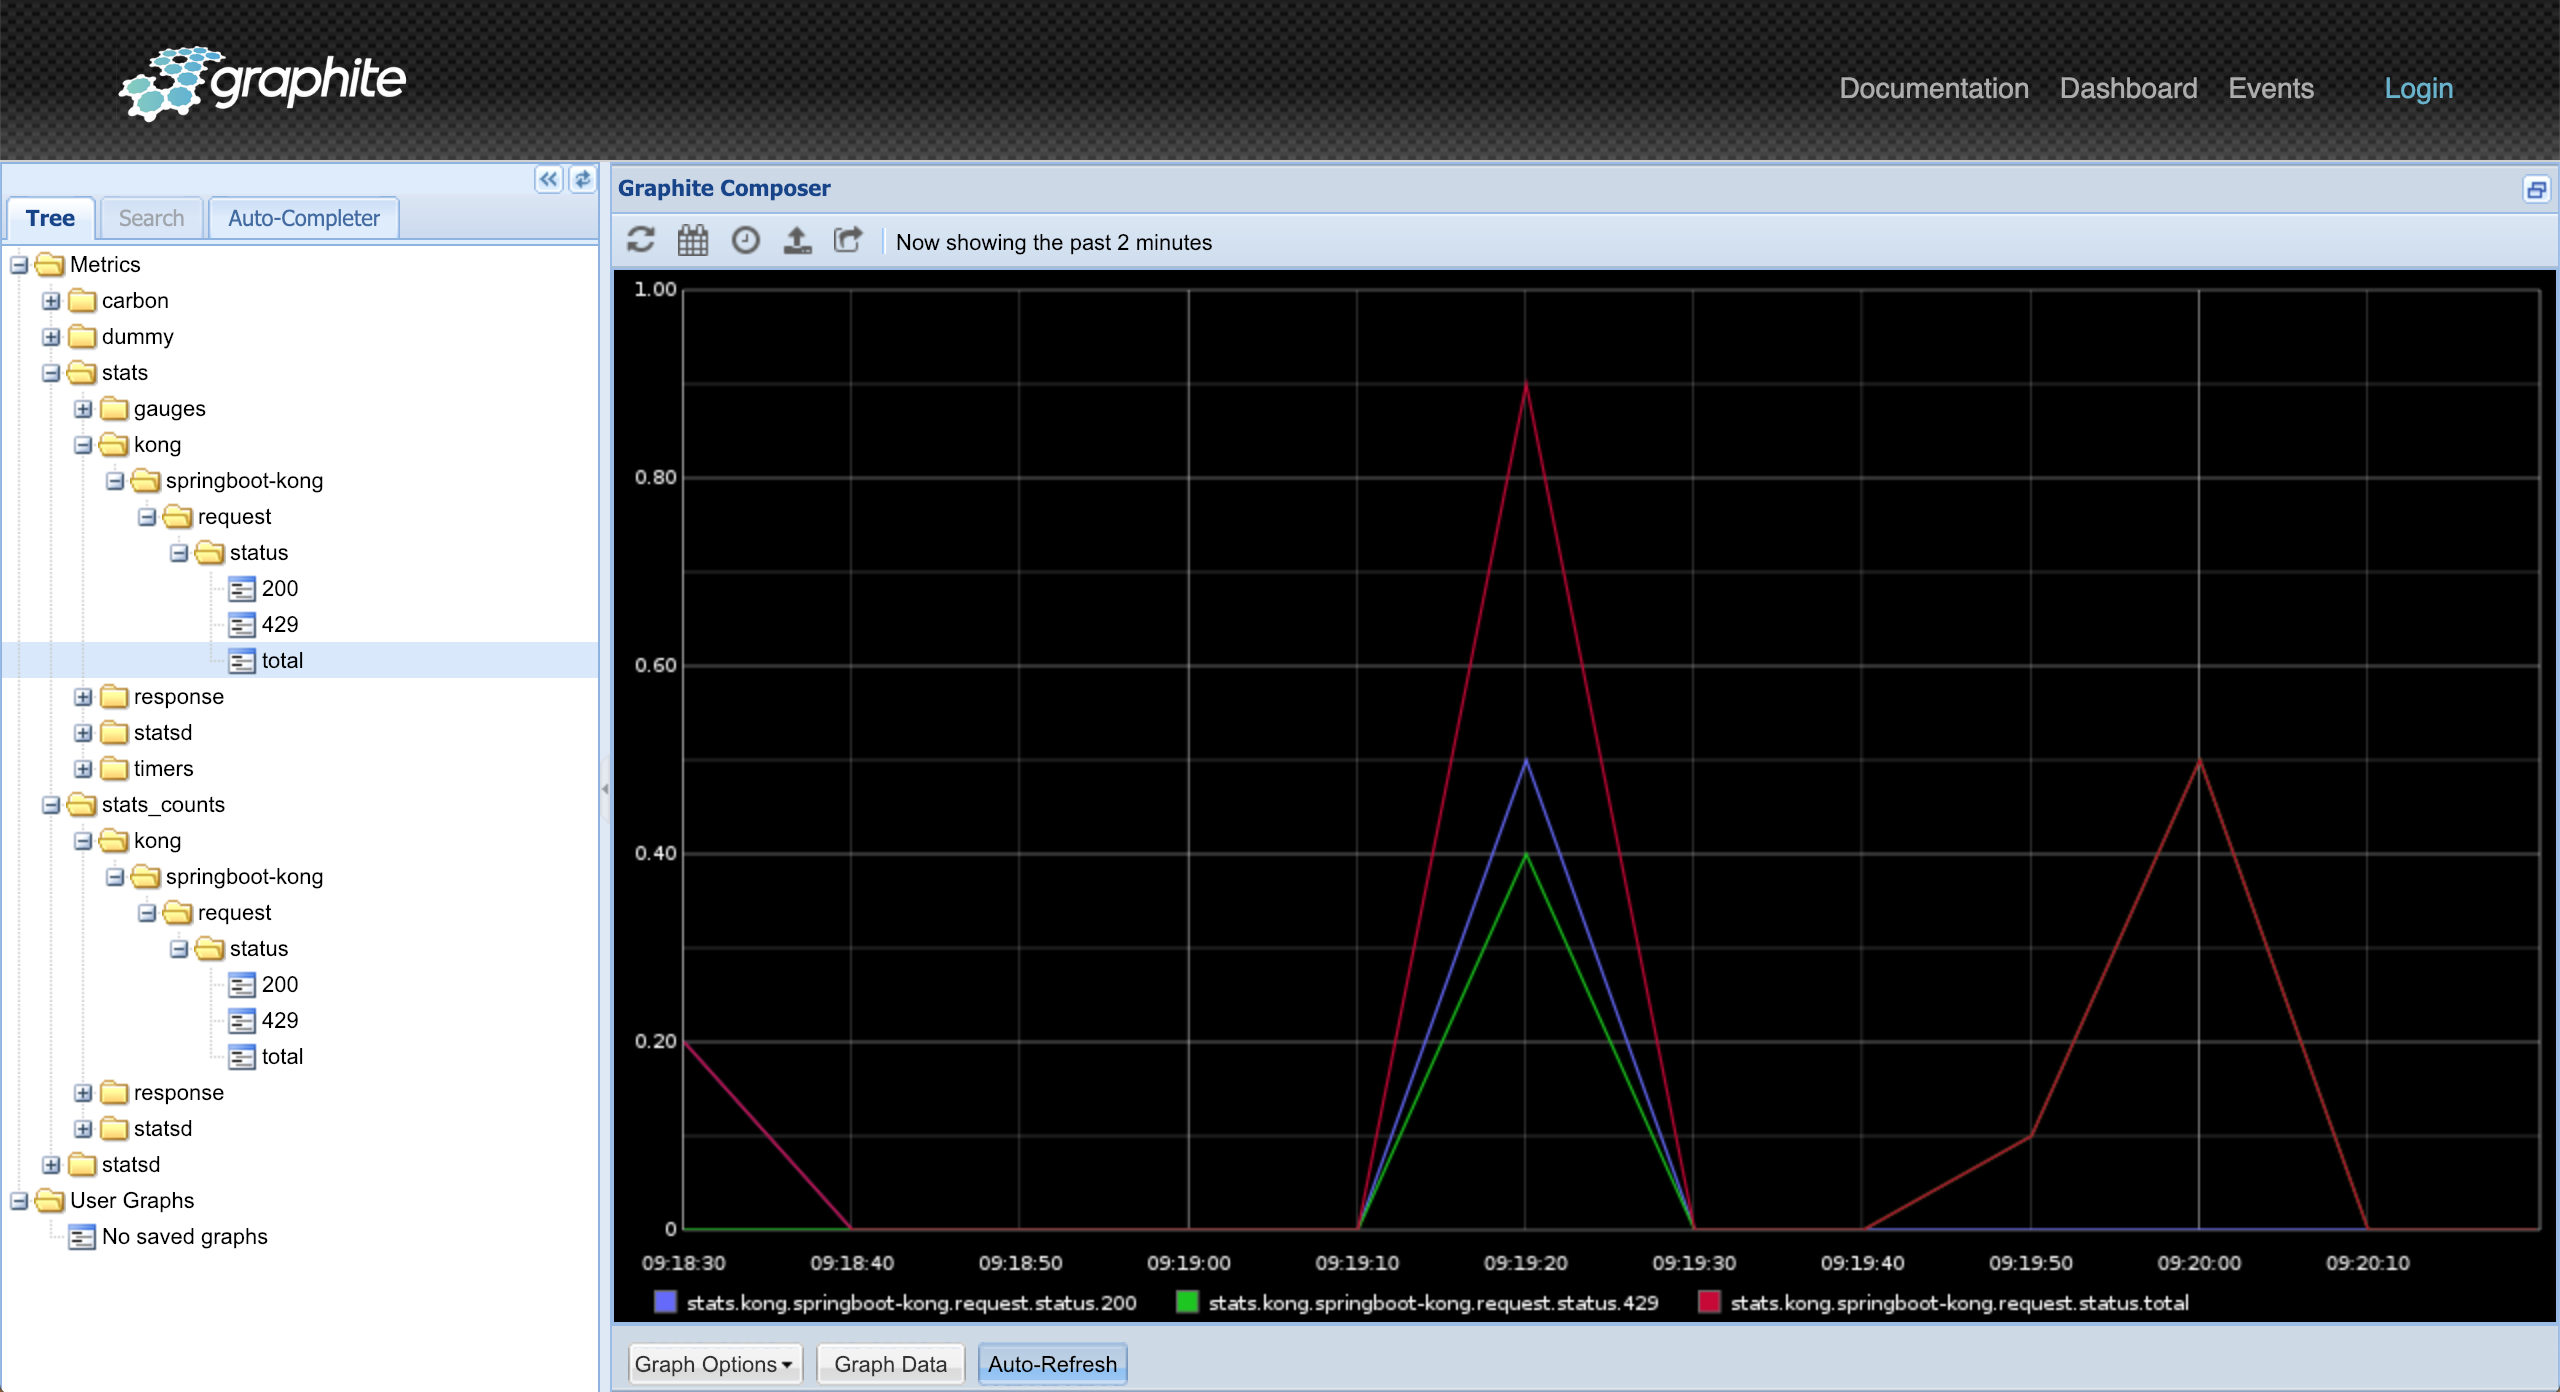 graphite
Documentation Dashboard Events Login
Tree Search Auto-Completer
Metrics
carbon
dummy
stats
gauges
kong
springboot-kong
request
status
200
429
total
response
statsd
timers
stats_counts
kong
springboot-kong
request
status
200
429
total
response
statsd
statsd
User Graphs
No saved graphs
Graphite Composer
Now showing the past 2 minutes
1.00
0.80
0.60
0.40
0.20
0
09:18:30 09:18:40 09:18:50 09:19:00 09:19:10 09:19:20 09:19:30 09:19:40 09:19:50 09:20:00 09:20:10
stats.kong.springboot-kong.request.status.200 stats.kong.springboot-kong.request.status.429 stats.kong.springboot-kong.request.status.total
Graph Options Graph Data Auto-Refresh